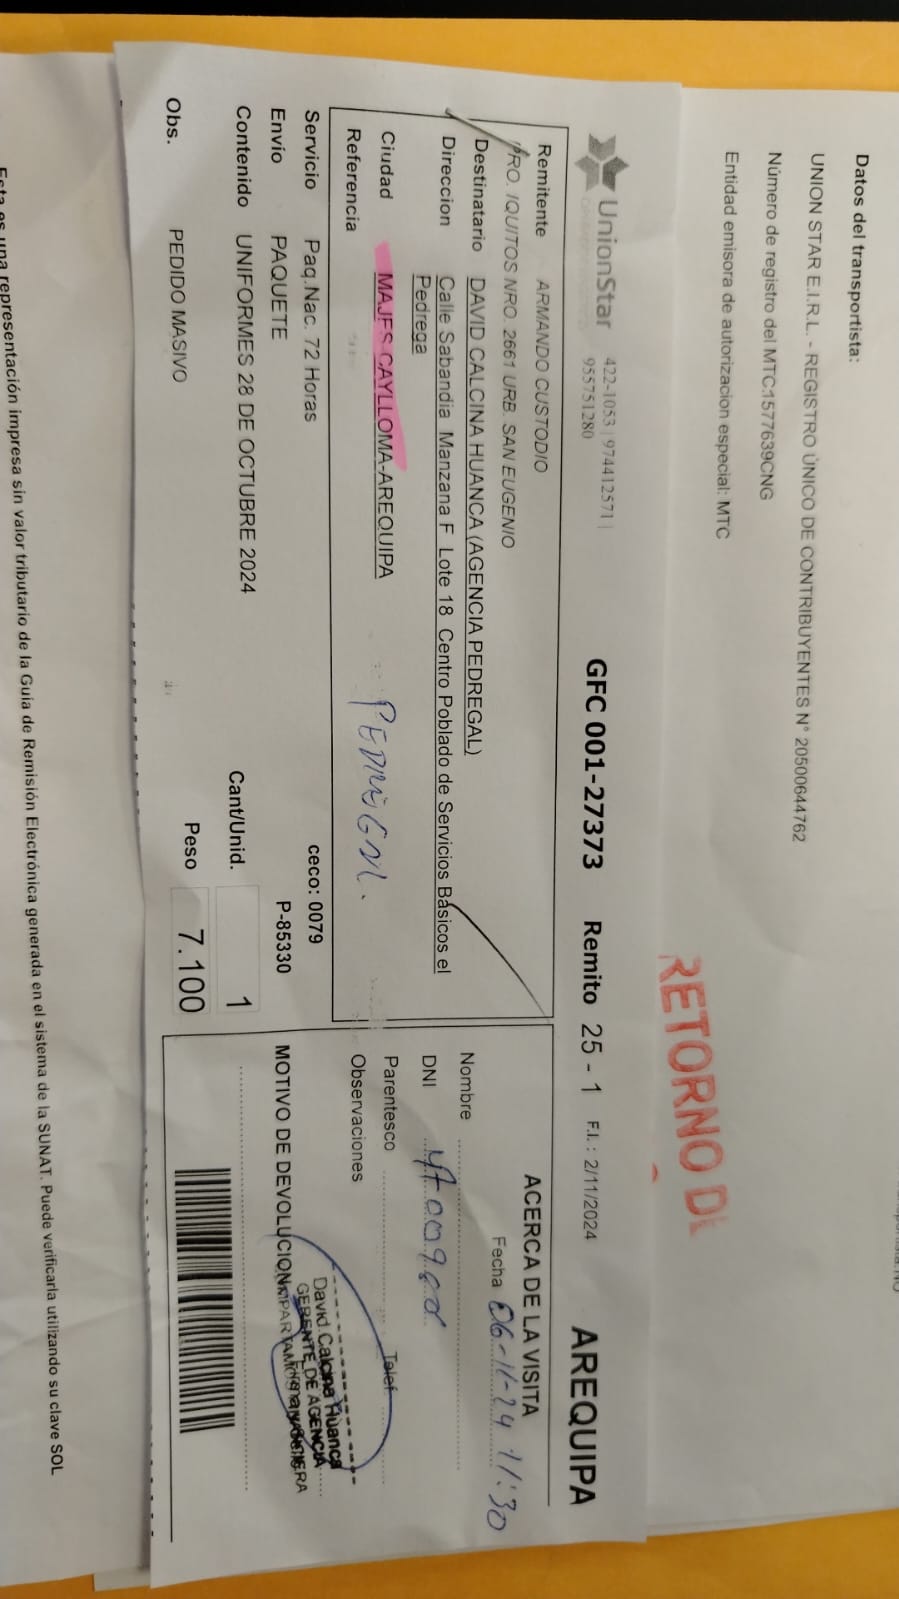 Datos del transportista:
UNION STAR E.I.R.L. - REGISTRO ÚNICO DE CONTRIBUYENTES N° 20500644762
Número de registro del MTC:1577639CNG
Entidad emisora de autorizacion especial: MTC
RETORNO DE
UnionStar 422-1053 | 974412571 |
955751280
GFC 001-27373 Remito 25 - 1 F.I. : 2/11/2024 AREQUIPA
Remitente ARMANDO CUSTODIO
PRO. IQUITOS NRO. 2661 URB. SAN EUGENIO
Destinatario DAVID CALCINA HUANCA (AGENCIA PEDREGAL)
Direccion Calle Sabandia Manzana F Lote 18 Centro Poblado de Servicios Básicos el
Pedrega
Ciudad MAJES-CAYLLOMA-AREQUIPA
Referencia
Servicio Paq.Nac. 72 Horas ceco: 0079
Envio PAQUETE P-85330
Contenido UNIFORMES 28 DE OCTUBRE 2024 Cant/Unid. 1
Obs. PEDIDO MASIVO Peso 7.100
ACERCA DE LA VISITA
Fecha 06-11-24 11:30
Nombre
DNI
Parentesco Telef
Observaciones
MOTIVO DE DEVOLUCION
David Calcina Huanca
GERENTE DE AGENCIA
Esta es una representación impresa sin valor tributario de la Guía de Remisión Electrónica generada en el sistema de la SUNAT. Puede verificarla utilizando su clave SOL